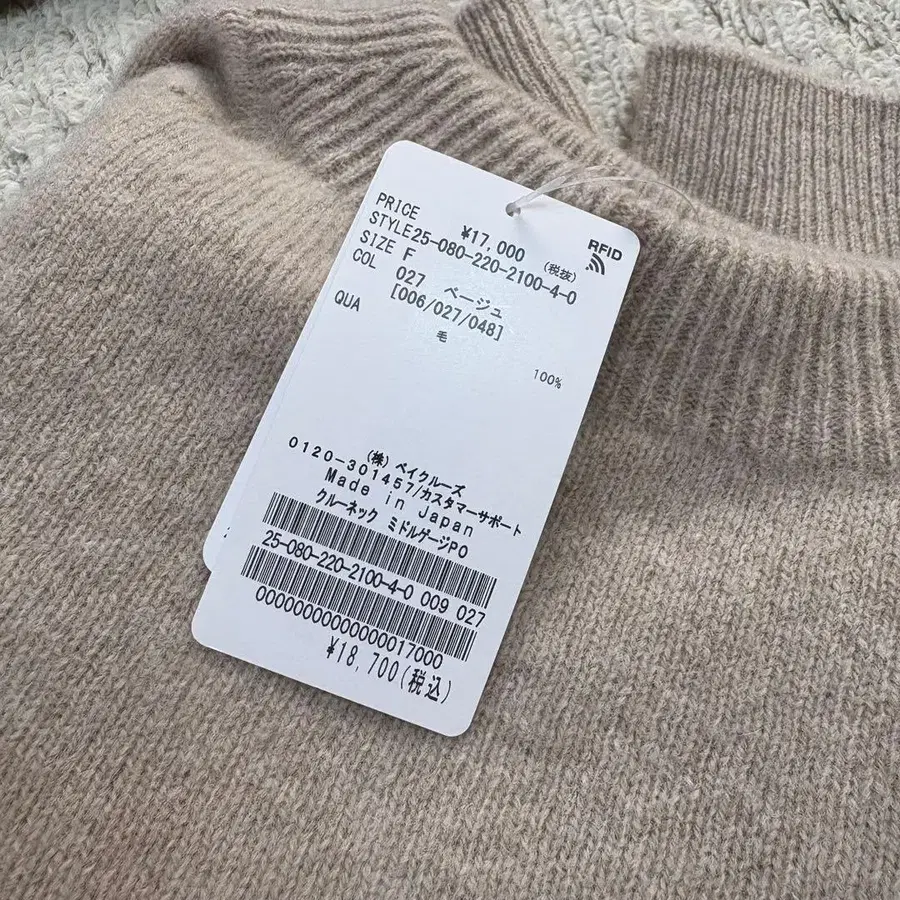 RFID
PRICE ¥17,000 (税抜)
STYLE25-080-220-2100-4-0
SIZE F
COL 027 ベージュ
[006/027/048]
QUA 毛 100%
(株)ベイクルーズ
0120-301457/カスタマーサポート
Made in Japan
クルーネック ミドルゲージPO
25-080-220-2100-4-0 009 027
0000000000000017000
¥18,700(税込)